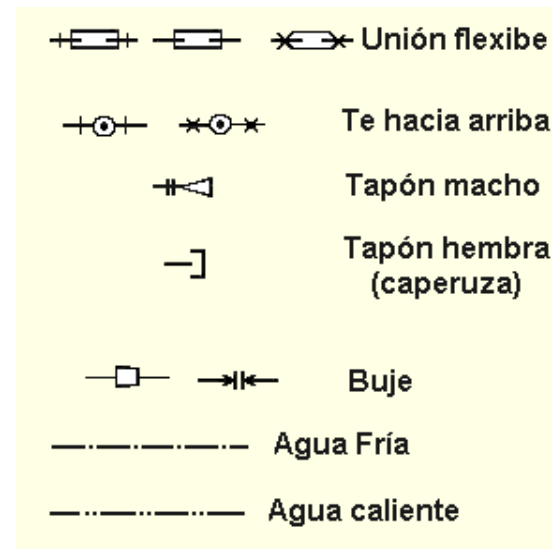 Unión flexibe
Te hacia arriba
Tapón macho
Tapón hembra
(caperuza)
Buje
Agua Fría
Agua caliente